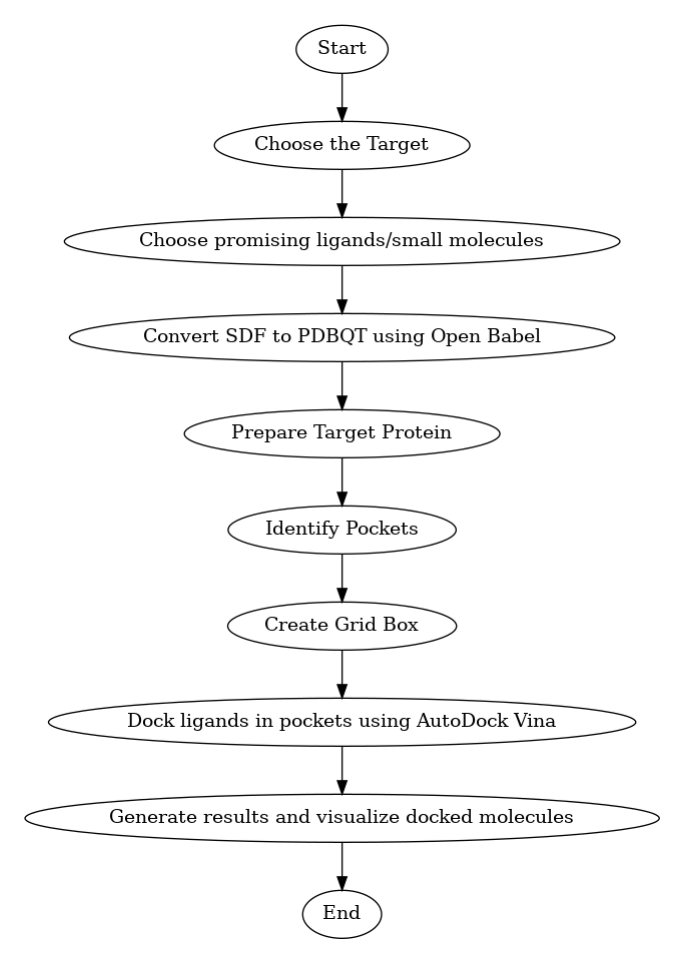 Start
Choose the Target
Choose promising ligands/small molecules
Convert SDF to PDBQT using Open Babel
Prepare Target Protein
Identify Pockets
Create Grid Box
Dock ligands in pockets using AutoDock Vina
Generate results and visualize docked molecules
End